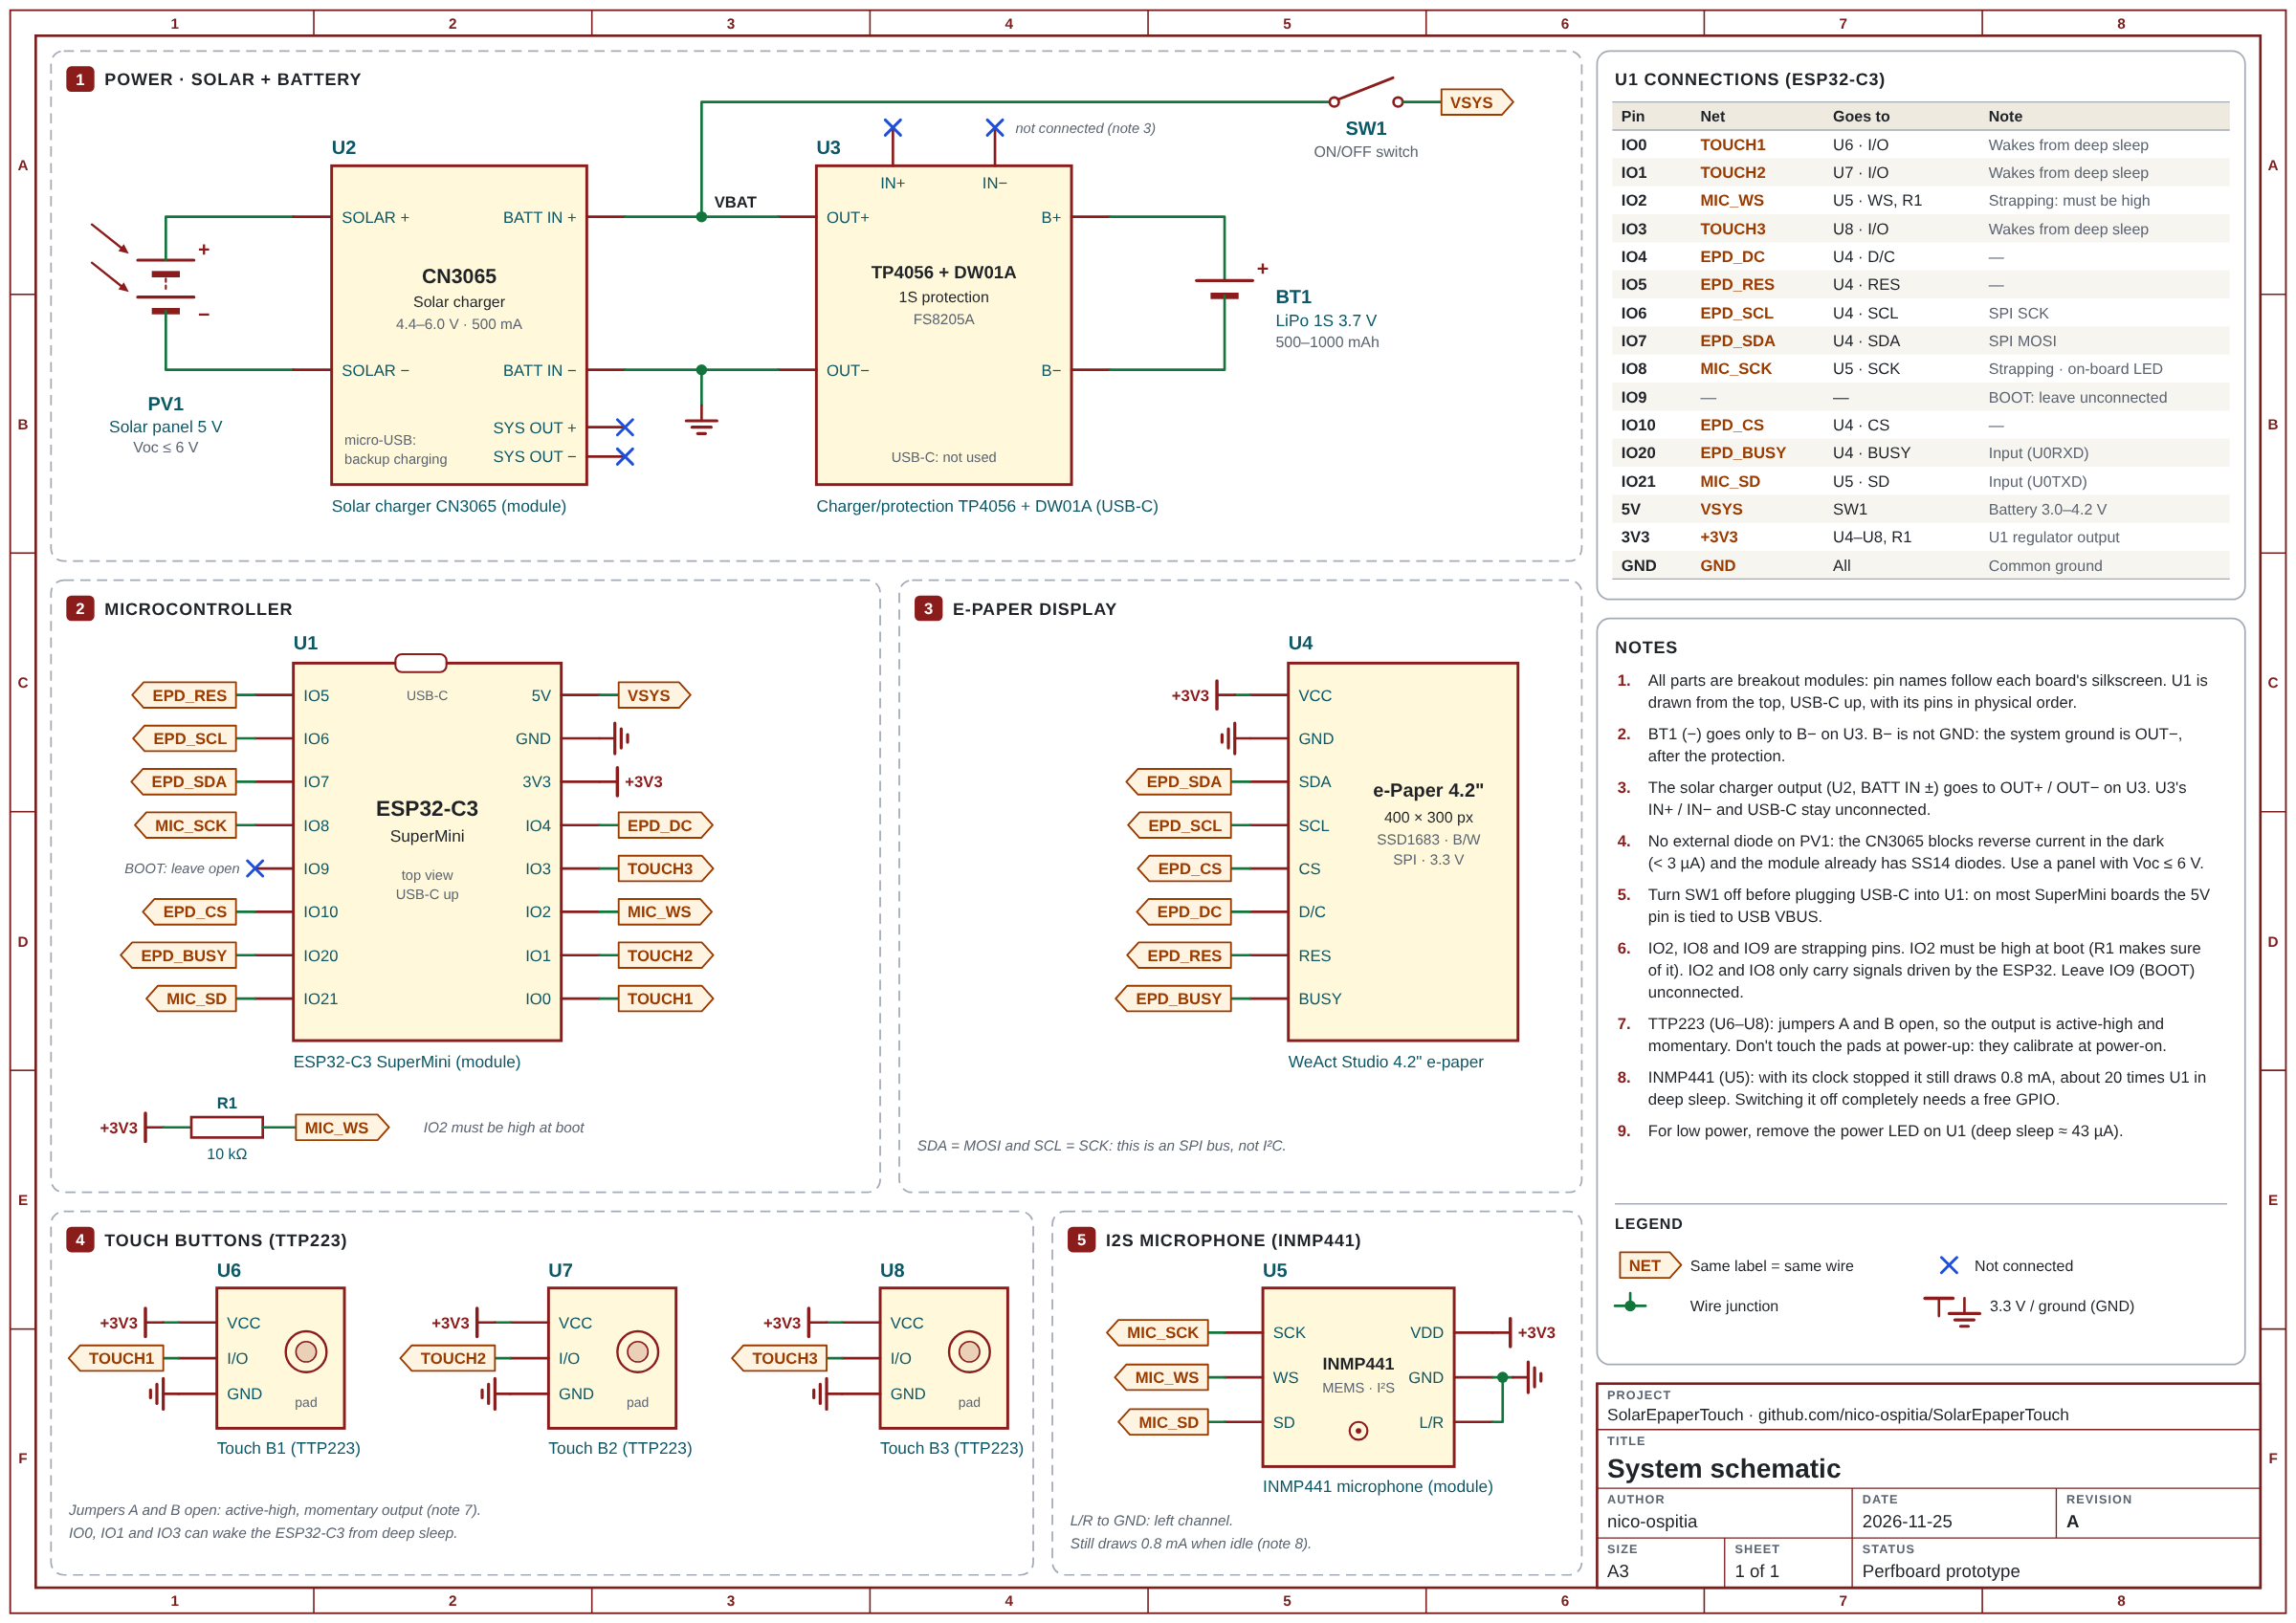 1 2 3 4 5 6 7 8
A A
B B
C C
D D
E E
F F
1 POWER · SOLAR + BATTERY
VSYS
SW1
ON/OFF switch
not connected (note 3)
U2
U3
IN+ IN−
VBAT
SOLAR + BATT IN +
OUT+ B+
+
−
CN3065
Solar charger
4.4–6.0 V · 500 mA
TP4056 + DW01A
1S protection
FS8205A
+
BT1
LiPo 1S 3.7 V
500–1000 mAh
SOLAR − BATT IN −
OUT− B−
PV1
Solar panel 5 V
Voc ≤ 6 V
SYS OUT +
SYS OUT −
micro-USB:
backup charging
USB-C: not used
Solar charger CN3065 (module)
Charger/protection TP4056 + DW01A (USB-C)
2 MICROCONTROLLER
U1
USB-C
EPD_RES IO5 5V VSYS
EPD_SCL IO6 GND
EPD_SDA IO7 3V3 +3V3
MIC_SCK IO8 IO4 EPD_DC
BOOT: leave open IO9 IO3 TOUCH3
EPD_CS IO10 IO2 MIC_WS
EPD_BUSY IO20 IO1 TOUCH2
MIC_SD IO21 IO0 TOUCH1
ESP32-C3
SuperMini
top view
USB-C up
ESP32-C3 SuperMini (module)
R1
+3V3 MIC_WS IO2 must be high at boot
10 kΩ
3 E-PAPER DISPLAY
U4
+3V3 VCC
GND
EPD_SDA SDA
EPD_SCL SCL
EPD_CS CS
EPD_DC D/C
EPD_RES RES
EPD_BUSY BUSY
e-Paper 4.2"
400 × 300 px
SSD1683 · B/W
SPI · 3.3 V
WeAct Studio 4.2" e-paper
SDA = MOSI and SCL = SCK: this is an SPI bus, not I²C.
4 TOUCH BUTTONS (TTP223)
U6
+3V3 VCC
TOUCH1 I/O
GND
pad
Touch B1 (TTP223)
U7
+3V3 VCC
TOUCH2 I/O
GND
pad
Touch B2 (TTP223)
U8
+3V3 VCC
TOUCH3 I/O
GND
pad
Touch B3 (TTP223)
Jumpers A and B open: active-high, momentary output (note 7).
IO0, IO1 and IO3 can wake the ESP32-C3 from deep sleep.
5 I2S MICROPHONE (INMP441)
U5
MIC_SCK SCK VDD +3V3
MIC_WS WS GND
MIC_SD SD L/R
INMP441
MEMS · I²S
INMP441 microphone (module)
L/R to GND: left channel.
Still draws 0.8 mA when idle (note 8).
U1 CONNECTIONS (ESP32-C3)
Pin Net Goes to Note
IO0 TOUCH1 U6 · I/O Wakes from deep sleep
IO1 TOUCH2 U7 · I/O Wakes from deep sleep
IO2 MIC_WS U5 · WS, R1 Strapping: must be high
IO3 TOUCH3 U8 · I/O Wakes from deep sleep
IO4 EPD_DC U4 · D/C —
IO5 EPD_RES U4 · RES —
IO6 EPD_SCL U4 · SCL SPI SCK
IO7 EPD_SDA U4 · SDA SPI MOSI
IO8 MIC_SCK U5 · SCK Strapping · on-board LED
IO9 — — BOOT: leave unconnected
IO10 EPD_CS U4 · CS —
IO20 EPD_BUSY U4 · BUSY Input (U0RXD)
IO21 MIC_SD U5 · SD Input (U0TXD)
5V VSYS SW1 Battery 3.0–4.2 V
3V3 +3V3 U4–U8, R1 U1 regulator output
GND GND All Common ground
NOTES
1. All parts are breakout modules: pin names follow each board's silkscreen. U1 is
drawn from the top, USB-C up, with its pins in physical order.
2. BT1 (−) goes only to B− on U3. B− is not GND: the system ground is OUT−,
after the protection.
3. The solar charger output (U2, BATT IN ±) goes to OUT+ / OUT− on U3. U3's
IN+ / IN− and USB-C stay unconnected.
4. No external diode on PV1: the CN3065 blocks reverse current in the dark
(< 3 µA) and the module already has SS14 diodes. Use a panel with Voc ≤ 6 V.
5. Turn SW1 off before plugging USB-C into U1: on most SuperMini boards the 5V
pin is tied to USB VBUS.
6. IO2, IO8 and IO9 are strapping pins. IO2 must be high at boot (R1 makes sure
of it). IO2 and IO8 only carry signals driven by the ESP32. Leave IO9 (BOOT)
unconnected.
7. TTP223 (U6–U8): jumpers A and B open, so the output is active-high and
momentary. Don't touch the pads at power-up: they calibrate at power-on.
8. INMP441 (U5): with its clock stopped it still draws 0.8 mA, about 20 times U1 in
deep sleep. Switching it off completely needs a free GPIO.
9. For low power, remove the power LED on U1 (deep sleep ≈ 43 µA).
LEGEND
NET Same label = same wire
Not connected
Wire junction
3.3 V / ground (GND)
PROJECT
SolarEpaperTouch · github.com/nico-ospitia/SolarEpaperTouch
TITLE
System schematic
AUTHOR DATE REVISION
nico-ospitia 2026-11-25 A
SIZE SHEET STATUS
A3 1 of 1 Perfboard prototype
1 2 3 4 5 6 7 8